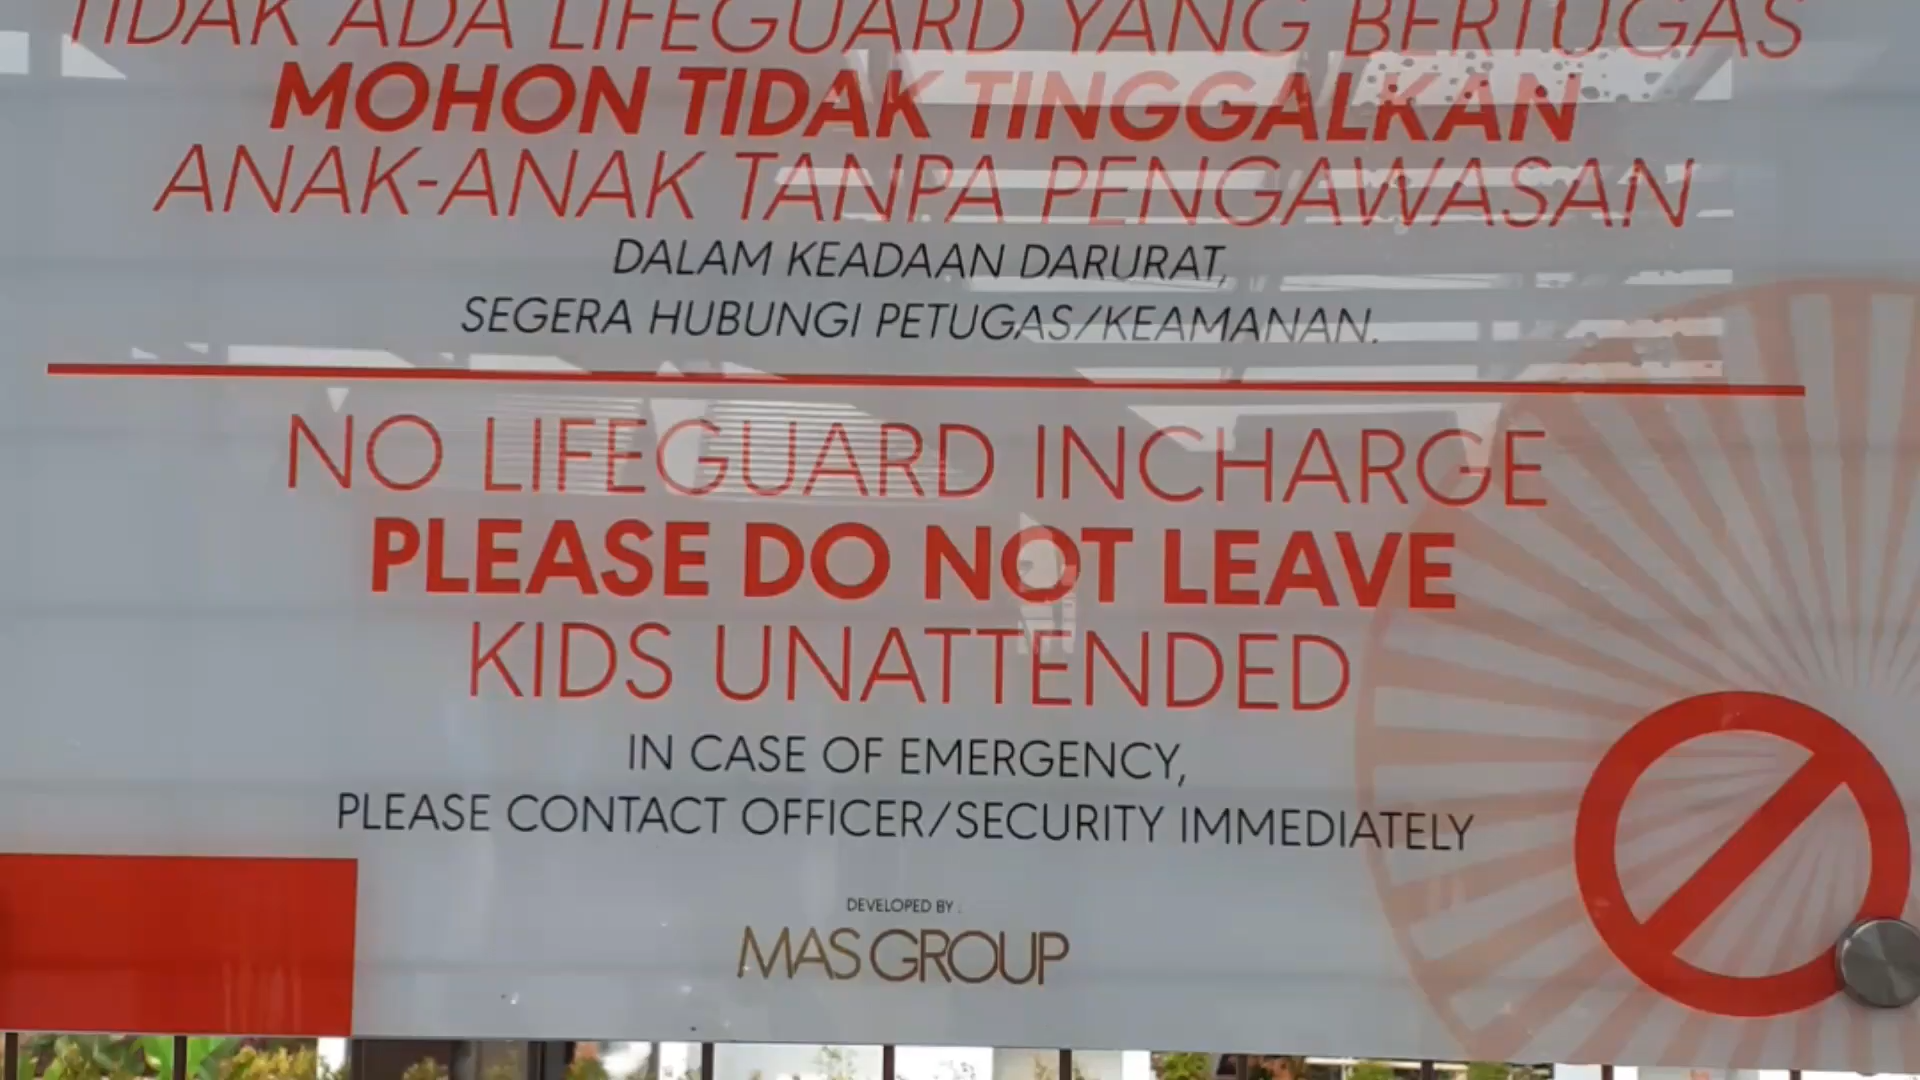 TIDAK ADA LIFEGUARD YANG BERTUGAS
MOHON TIDAK TINGGALKAN
ANAK-ANAK TANPA PENGAWASAN
DALAM KEADAAN DARURAT,
SEGERA HUBUNGI PETUGAS/KEAMANAN.
NO LIFEGUARD INCHARGE
PLEASE DO NOT LEAVE
KIDS UNATTENDED
IN CASE OF EMERGENCY,
PLEASE CONTACT OFFICER/SECURITY IMMEDIATELY
DEVELOPED BY :
MAS GROUP